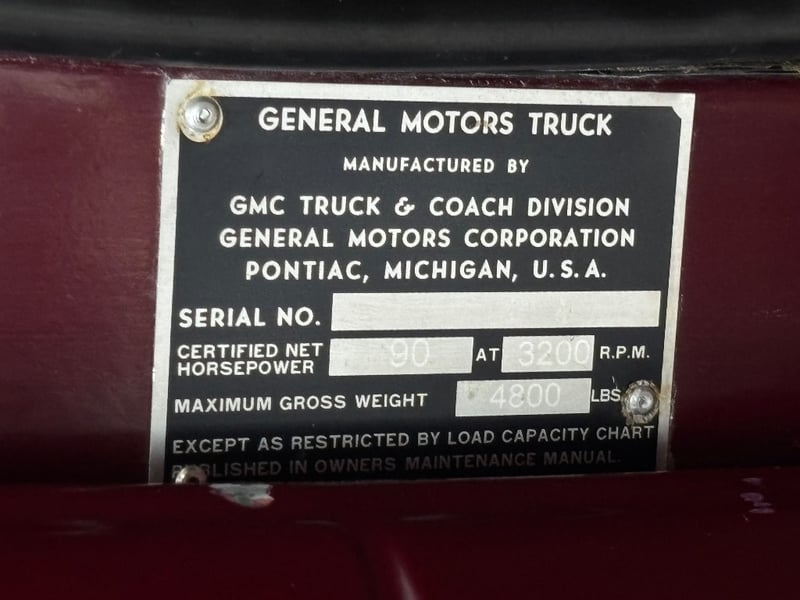 GENERAL MOTORS TRUCK
MANUFACTURED BY
GMC TRUCK & COACH DIVISION
GENERAL MOTORS CORPORATION
PONTIAC, MICHIGAN, U.S.A.
SERIAL NO.
CERTIFIED NET HORSEPOWER 90 AT 3200 R.P.M.
MAXIMUM GROSS WEIGHT 4800 LBS
EXCEPT AS RESTRICTED BY LOAD CAPACITY CHART
PUBLISHED IN OWNERS MAINTENANCE MANUAL.